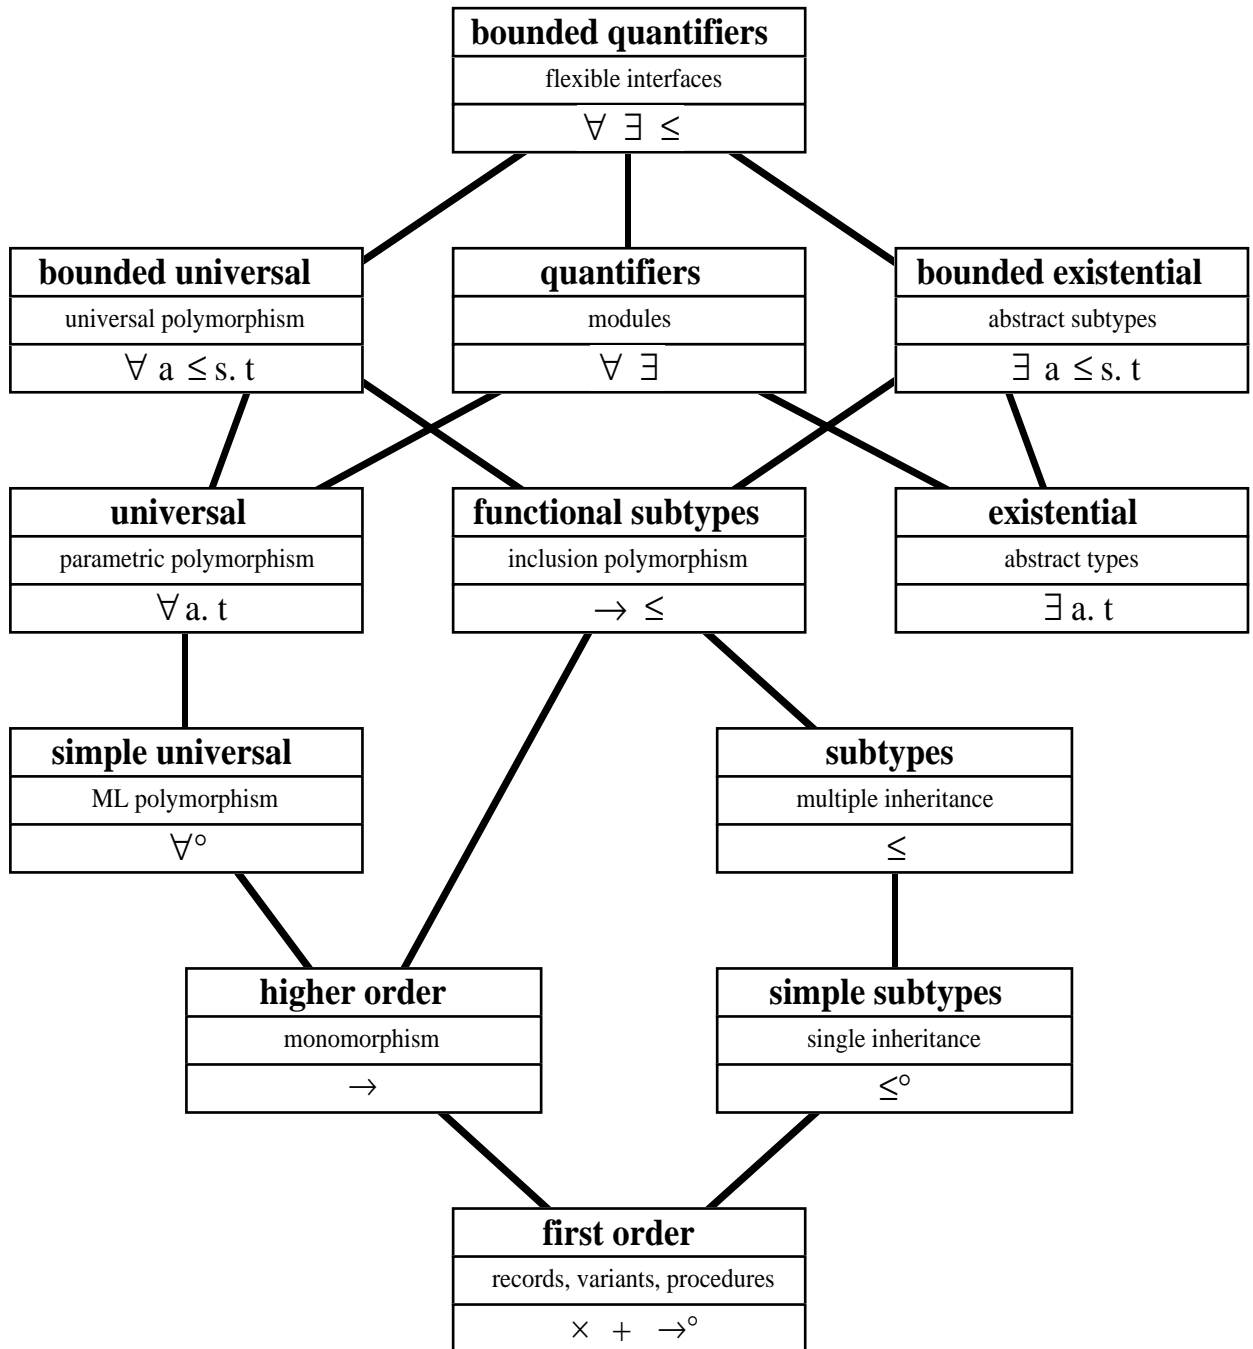 bounded quantifiers
flexible interfaces
∀ ∃ ≤
bounded universal
universal polymorphism
∀ a ≤ s. t
quantifiers
modules
∀ ∃
bounded existential
abstract subtypes
∃ a ≤ s. t
universal
parametric polymorphism
∀ a. t
functional subtypes
inclusion polymorphism
→ ≤
existential
abstract types
∃ a. t
simple universal
ML polymorphism
∀°
subtypes
multiple inheritance
≤
higher order
monomorphism
→
simple subtypes
single inheritance
≤°
first order
records, variants, procedures
× + →°